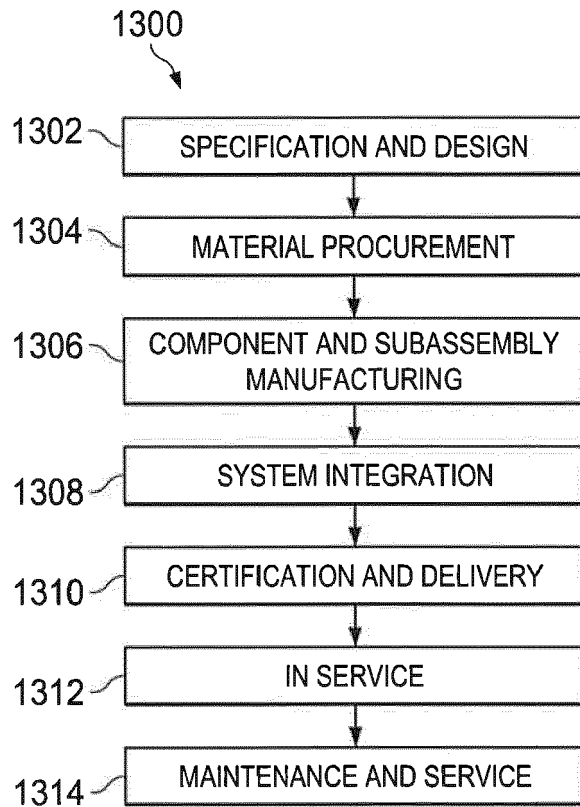 1300
1302
SPECIFICATION AND DESIGN
1304
MATERIAL PROCUREMENT
1306
COMPONENT AND SUBASSEMBLY
MANUFACTURING
1308
SYSTEM INTEGRATION
1310
CERTIFICATION AND DELIVERY
1312
IN SERVICE
1314
MAINTENANCE AND SERVICE